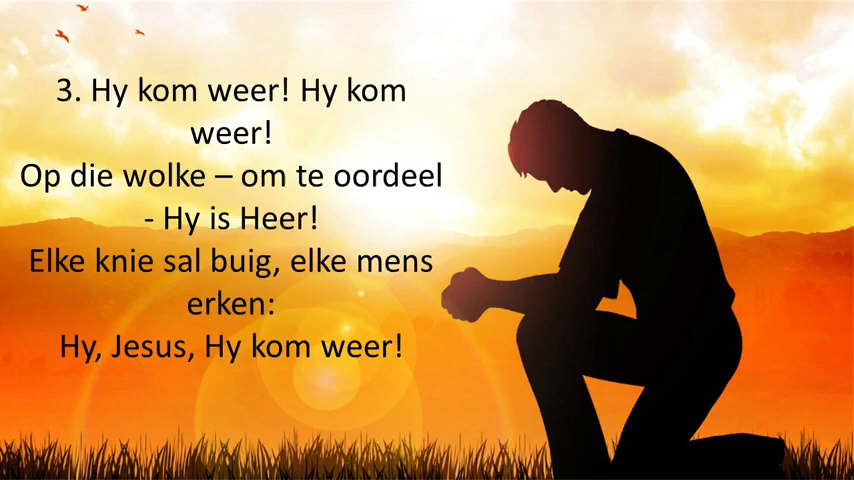 3. Hy kom weer! Hy kom
weer!
Op die wolke – om te oordeel
- Hy is Heer!
Elke knie sal buig, elke mens
erken:
Hy, Jesus, Hy kom weer!